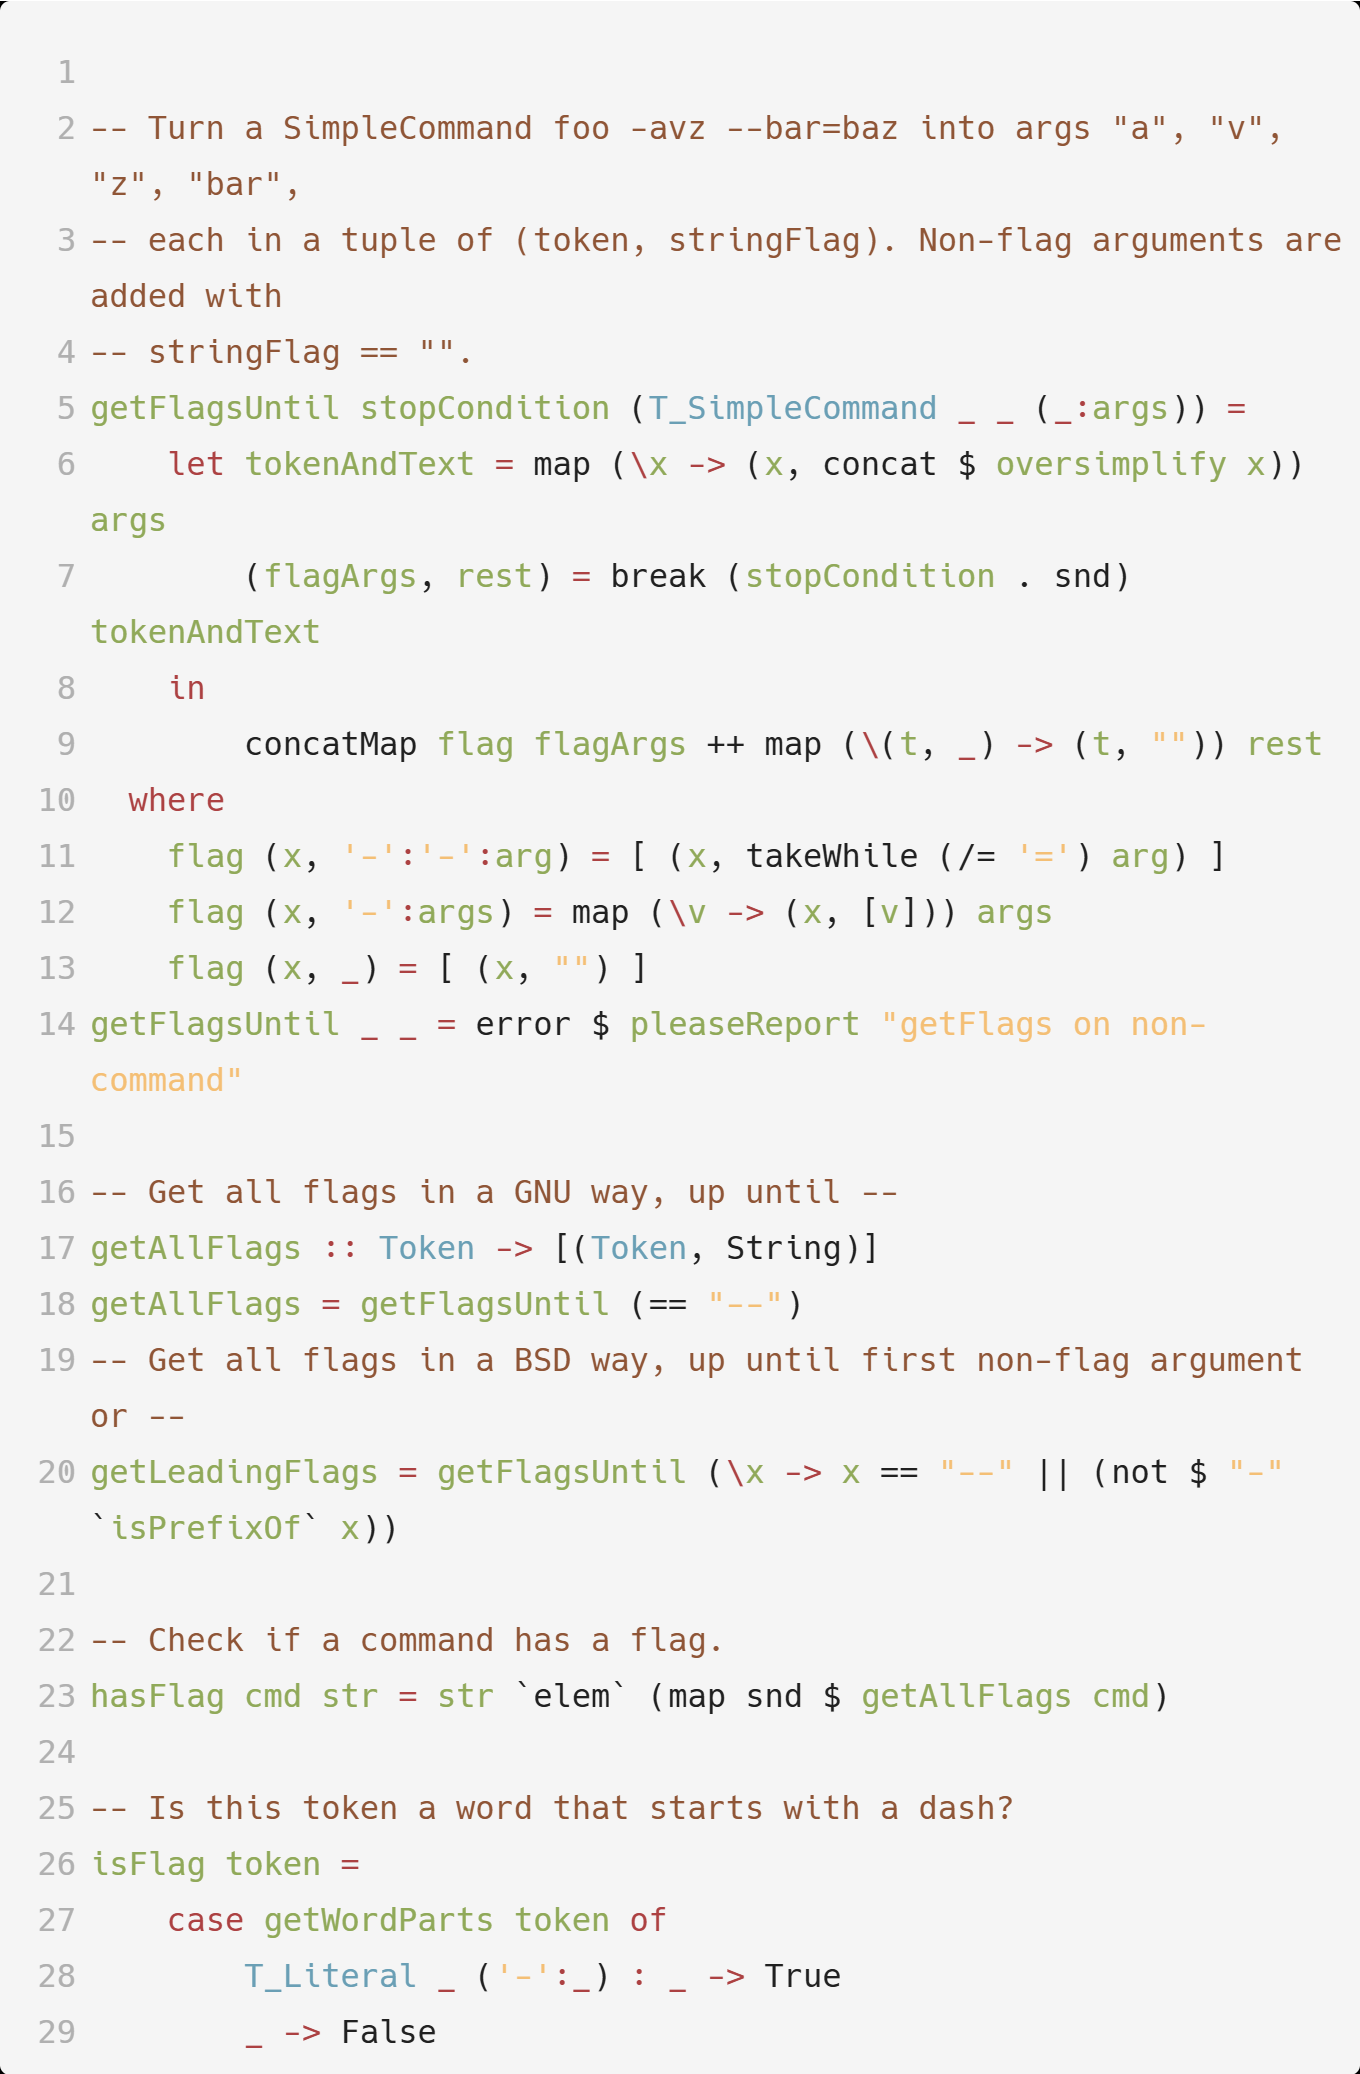 1
2 -- Turn a SimpleCommand foo -avz --bar=baz into args "a", "v",
"z", "bar",
3 -- each in a tuple of (token, stringFlag). Non-flag arguments are
added with
4 -- stringFlag == "".
5 getFlagsUntil stopCondition (T_SimpleCommand _ _ (_:args)) =
6     let tokenAndText = map (\x -> (x, concat $ oversimplify x))
args
7         (flagArgs, rest) = break (stopCondition . snd)
tokenAndText
8     in
9         concatMap flag flagArgs ++ map (\(t, _) -> (t, "")) rest
10   where
11     flag (x, '-':'-':arg) = [ (x, takeWhile (/= '=') arg) ]
12     flag (x, '-':args) = map (\v -> (x, [v])) args
13     flag (x, _) = [ (x, "") ]
14 getFlagsUntil _ _ = error $ pleaseReport "getFlags on non-
command"
15
16 -- Get all flags in a GNU way, up until --
17 getAllFlags :: Token -> [(Token, String)]
18 getAllFlags = getFlagsUntil (== "--")
19 -- Get all flags in a BSD way, up until first non-flag argument
or --
20 getLeadingFlags = getFlagsUntil (\x -> x == "--" || (not $ "-"
`isPrefixOf` x))
21
22 -- Check if a command has a flag.
23 hasFlag cmd str = str `elem` (map snd $ getAllFlags cmd)
24
25 -- Is this token a word that starts with a dash?
26 isFlag token =
27     case getWordParts token of
28         T_Literal _ ('-':_) : _ -> True
29         _ -> False